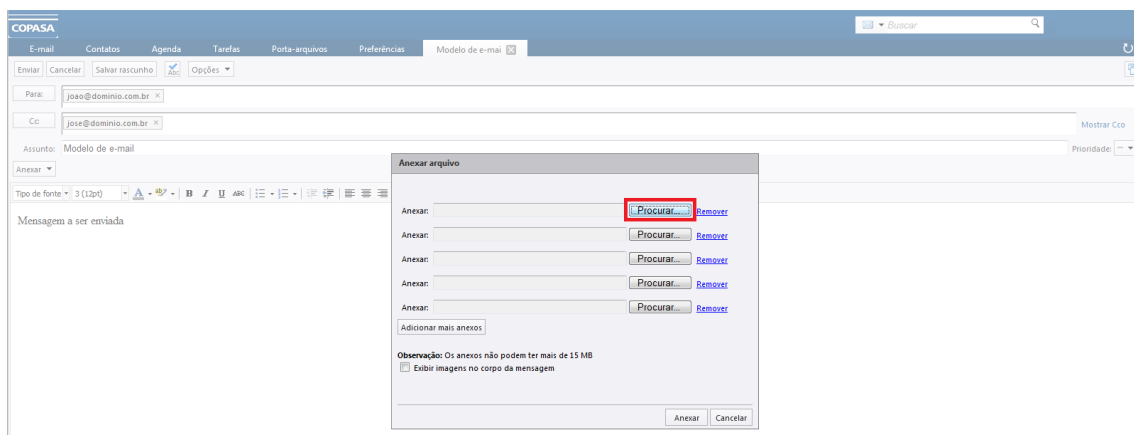 COPASA
Buscar
E-mail Contatos Agenda Tarefas Porta-arquivos Preferências Modelo de e-mai
Enviar Cancelar Salvar rascunho ABC Opções
Para: joao@dominio.com.br ×
Cc: jose@dominio.com.br × Mostrar Cco
Assunto: Modelo de e-mail Prioridade:
Anexar
Tipo de fonte 3 (12pt) A aby B I U ABC
Mensagem a ser enviada
Anexar arquivo
Anexar: Procurar... Remover
Anexar: Procurar... Remover
Anexar: Procurar... Remover
Anexar: Procurar... Remover
Anexar: Procurar... Remover
Adicionar mais anexos
Observação: Os anexos não podem ter mais de 15 MB
Exibir imagens no corpo da mensagem
Anexar Cancelar